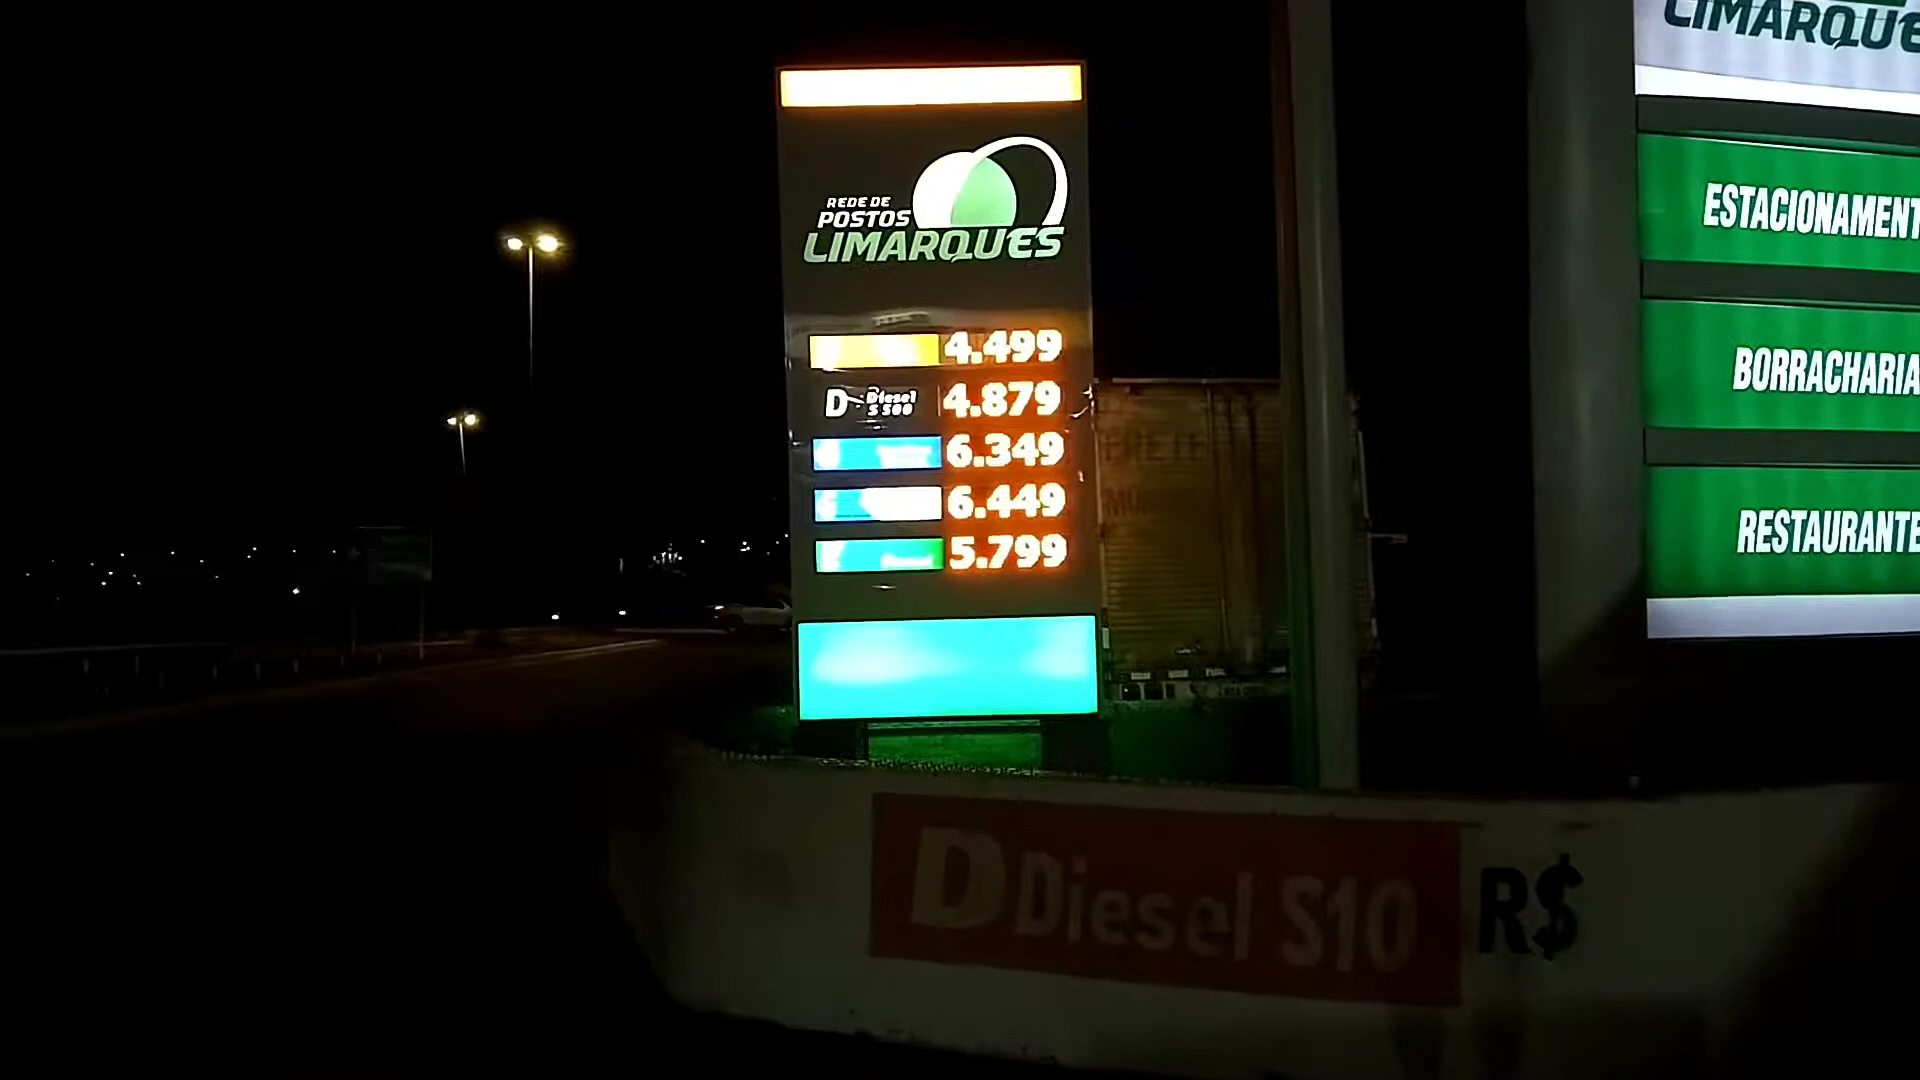 REDE DE
POSTOS
LIMARQUES
4.499
D Diesel
S 500
4.879
6.349
6.449
5.799
LIMARQUE
ESTACIONAMENT
BORRACHARIA
RESTAURANTE
D Diesel S10 R$